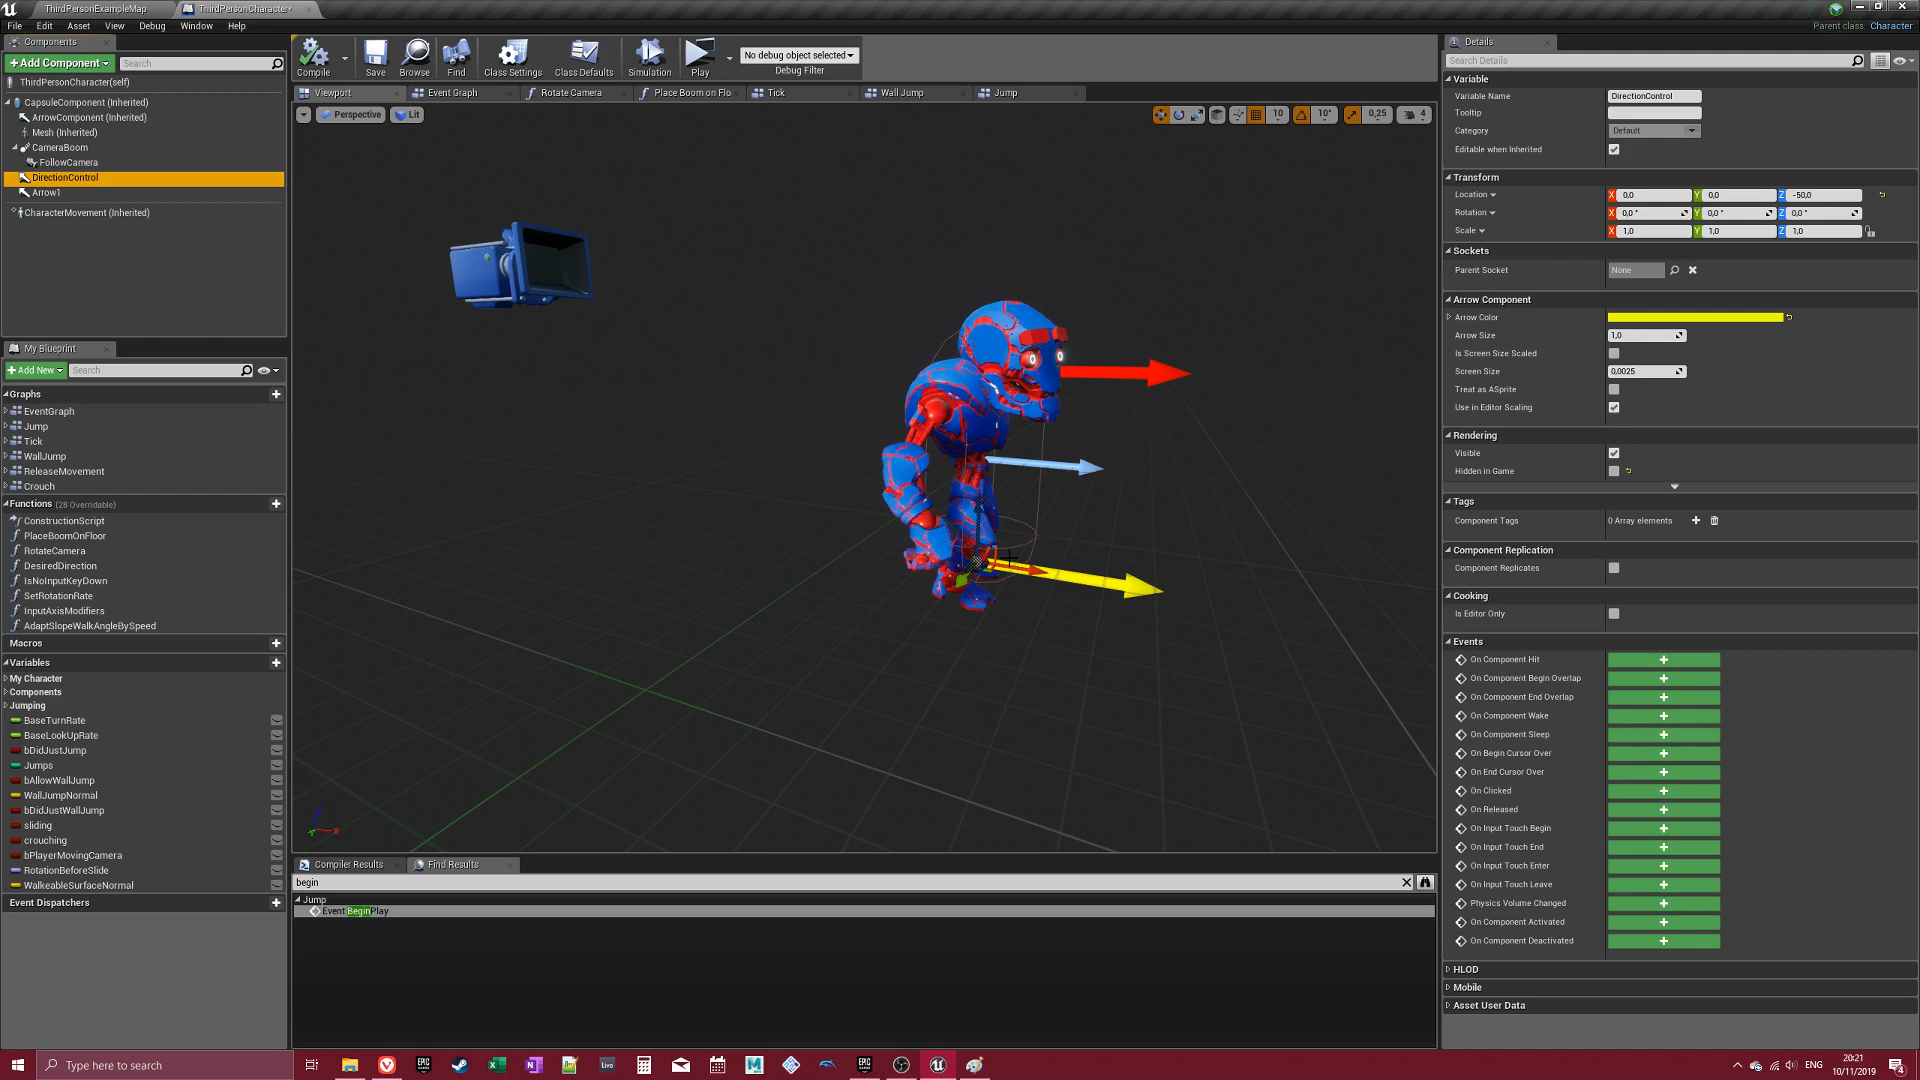 ThirdPersonExampleMap
ThirdPersonCharacter*
File Edit Asset View Debug Window Help
Parent class: Character
Components
+Add Component
Search
ThirdPersonCharacter(self)
CapsuleComponent (Inherited)
ArrowComponent (Inherited)
Mesh (Inherited)
CameraBoom
FollowCamera
DirectionControl
Arrow1
CharacterMovement (Inherited)
My Blueprint
+Add New
Search
Graphs
EventGraph
Jump
Tick
WallJump
ReleaseMovement
Crouch
Functions (28 Overridable)
ConstructionScript
PlaceBoomOnFloor
RotateCamera
DesiredDirection
IsNoInputKeyDown
SetRotationRate
InputAxisModifiers
AdaptSlopeWalkAngleBySpeed
Macros
Variables
My Character
Components
Jumping
BaseTurnRate
BaseLookUpRate
bDidJustJump
Jumps
bAllowWallJump
WallJumpNormal
bDidJustWallJump
sliding
crouching
bPlayerMovingCamera
RotationBeforeSlide
WalkeableSurfaceNormal
Event Dispatchers
Compile Save Browse Find Class Settings Class Defaults Simulation Play
No debug object selected
Debug Filter
Viewport Event Graph Rotate Camera Place Boom on Flo Tick Wall Jump Jump
Perspective Lit
10 10° 0,25 4
Z
Y
X
Compiler Results Find Results
begin
Jump
Event BeginPlay
Details
Search Details
Variable
Variable Name DirectionControl
Tooltip
Category Default
Editable when Inherited
Transform
Location X 0,0 Y 0,0 Z -50,0
Rotation X 0,0 ° Y 0,0 ° Z 0,0 °
Scale X 1,0 Y 1,0 Z 1,0
Sockets
Parent Socket None
Arrow Component
Arrow Color
Arrow Size 1,0
Is Screen Size Scaled
Screen Size 0,0025
Treat as ASprite
Use in Editor Scaling
Rendering
Visible
Hidden in Game
Tags
Component Tags 0 Array elements
Component Replication
Component Replicates
Cooking
Is Editor Only
Events
On Component Hit
On Component Begin Overlap
On Component End Overlap
On Component Wake
On Component Sleep
On Begin Cursor Over
On End Cursor Over
On Clicked
On Released
On Input Touch Begin
On Input Touch End
On Input Touch Enter
On Input Touch Leave
Physics Volume Changed
On Component Activated
On Component Deactivated
HLOD
Mobile
Asset User Data
Type here to search
EPIC GAMES
Live
EPIC GAMES
ENG
20:21
10/11/2019
4